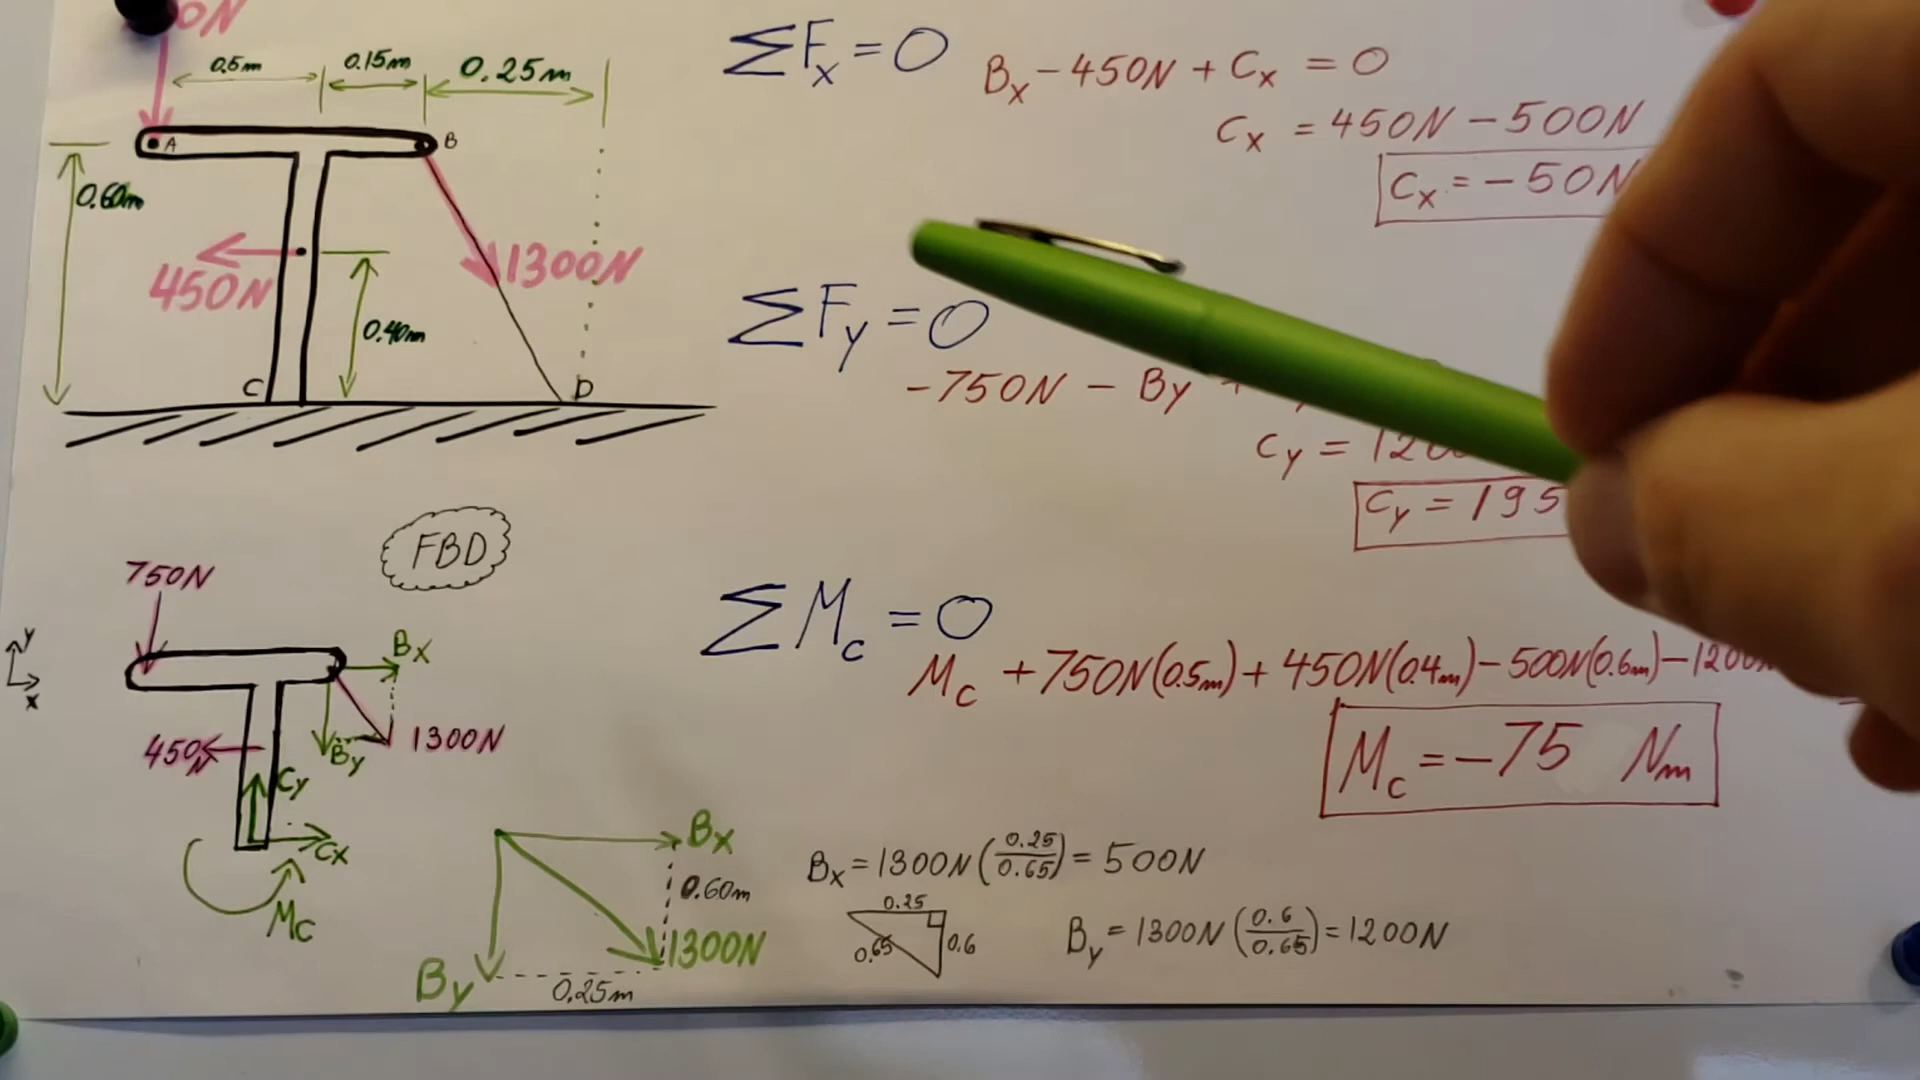 0N
0.5m 0.15m 0.25m
A B
0.60m
450N
1300N
0.40m
C D
ΣFx = 0
Bx - 450N + Cx = 0
Cx = 450N - 500N
Cx = -50N
ΣFy = 0
-750N - By
Cy = 120
Cy = 195
ΣMc = 0
Mc + 750N(0.5m) + 450N(0.4m) - 500N(0.6m) - 1200
Mc = -75 Nm
FBD
750N
y
x
Bx
450N
By
1300N
Cy
Cx
Mc
Bx
0.60m
1300N
By
0.25m
Bx = 1300N (0.25/0.65) = 500N
0.25
0.65
0.6
By = 1300N (0.6/0.65) = 1200N